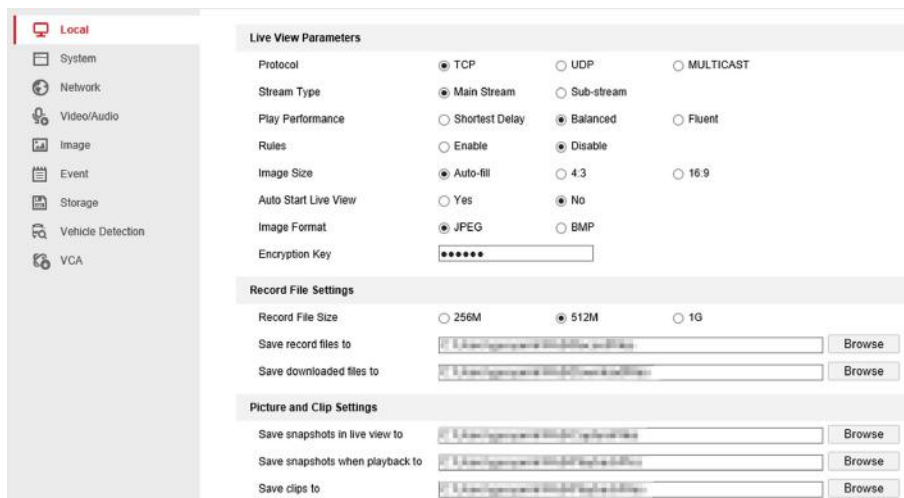 Local
System
Network
Video/Audio
Image
Event
Storage
Vehicle Detection
VCA
Live View Parameters
Protocol TCP UDP MULTICAST
Stream Type Main Stream Sub-stream
Play Performance Shortest Delay Balanced Fluent
Rules Enable Disable
Image Size Auto-fill 4:3 16:9
Auto Start Live View Yes No
Image Format JPEG BMP
Encryption Key ••••••
Record File Settings
Record File Size 256M 512M 1G
Save record files to Browse
Save downloaded files to Browse
Picture and Clip Settings
Save snapshots in live view to Browse
Save snapshots when playback to Browse
Save clips to Browse